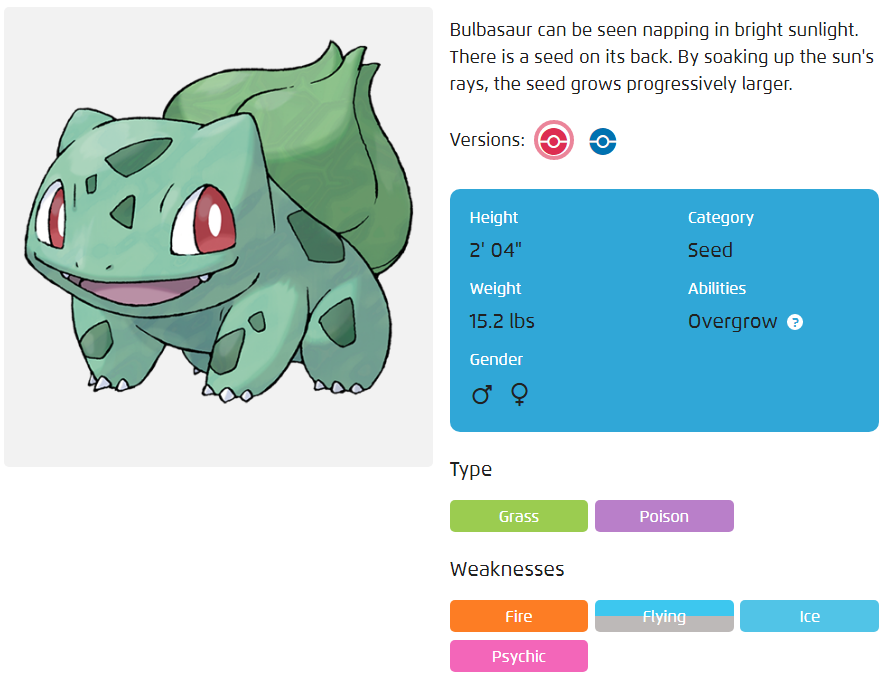 Bulbasaur can be seen napping in bright sunlight.
There is a seed on its back. By soaking up the sun's
rays, the seed grows progressively larger.
Versions:
Height
2' 04"
Category
Seed
Weight
15.2 lbs
Abilities
Overgrow ?
Gender
♂ ♀
Type
Grass
Poison
Weaknesses
Fire
Flying
Ice
Psychic